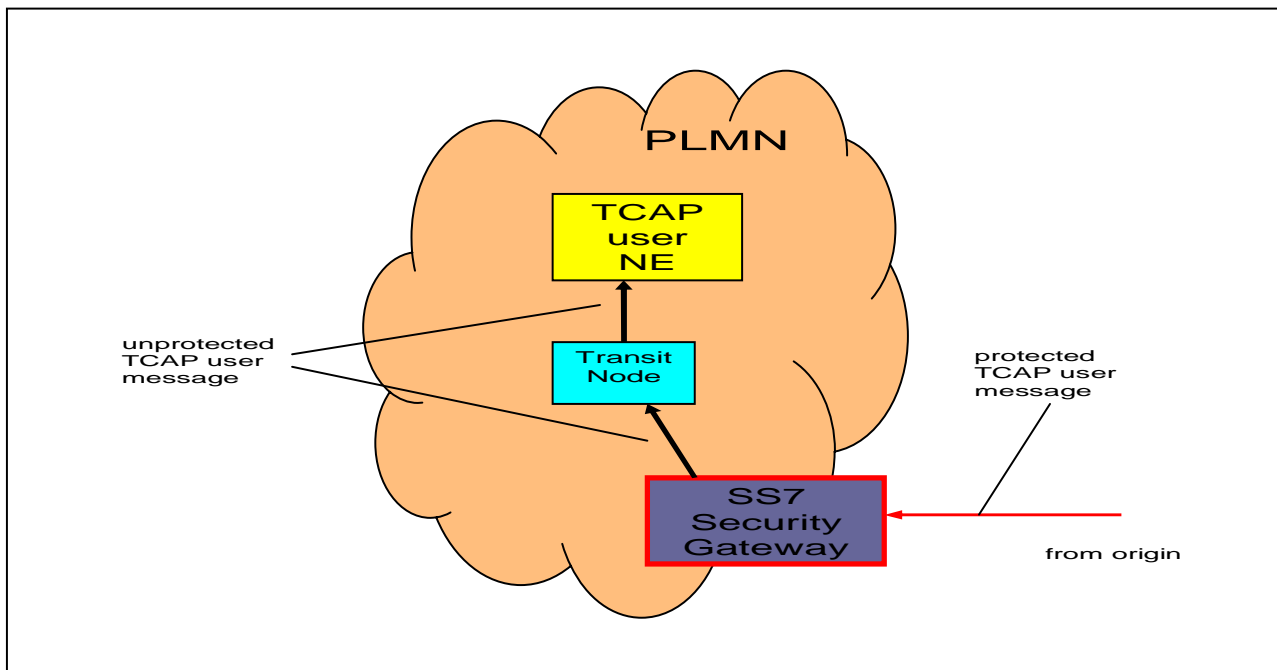 PLMN
TCAP
user
NE
unprotected
TCAP user
message
Transit
Node
protected
TCAP user
message
SS7
Security
Gateway
from origin